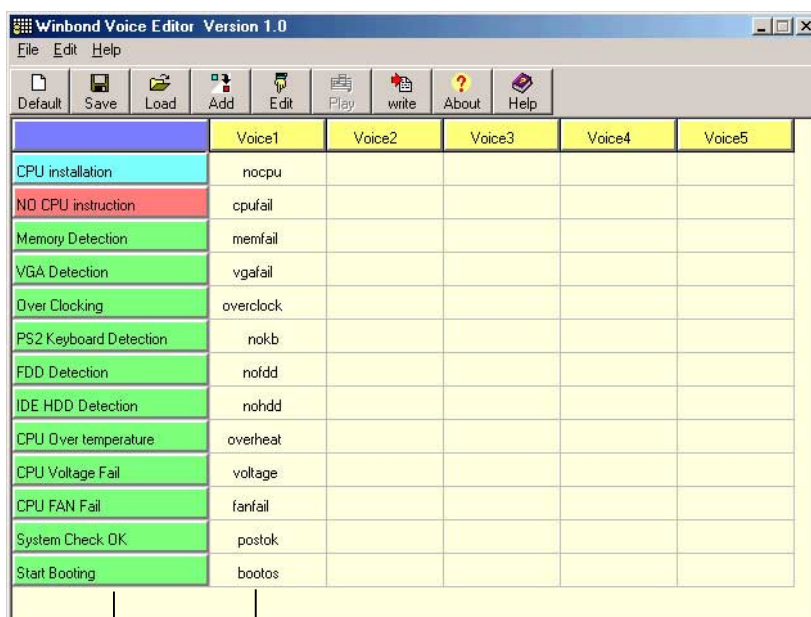 Winbond Voice Editor Version 1.0
File Edit Help
Default Save Load Add Edit Play write About Help
Voice1 Voice2 Voice3 Voice4 Voice5
CPU installation nocpu
NO CPU instruction cpufail
Memory Detection memfail
VGA Detection vgafail
Over Clocking overclock
PS2 Keyboard Detection nokb
FDD Detection nofdd
IDE HDD Detection nohdd
CPU Over temperature overheat
CPU Voltage Fail voltage
CPU FAN Fail fanfail
System Check OK postok
Start Booting bootos